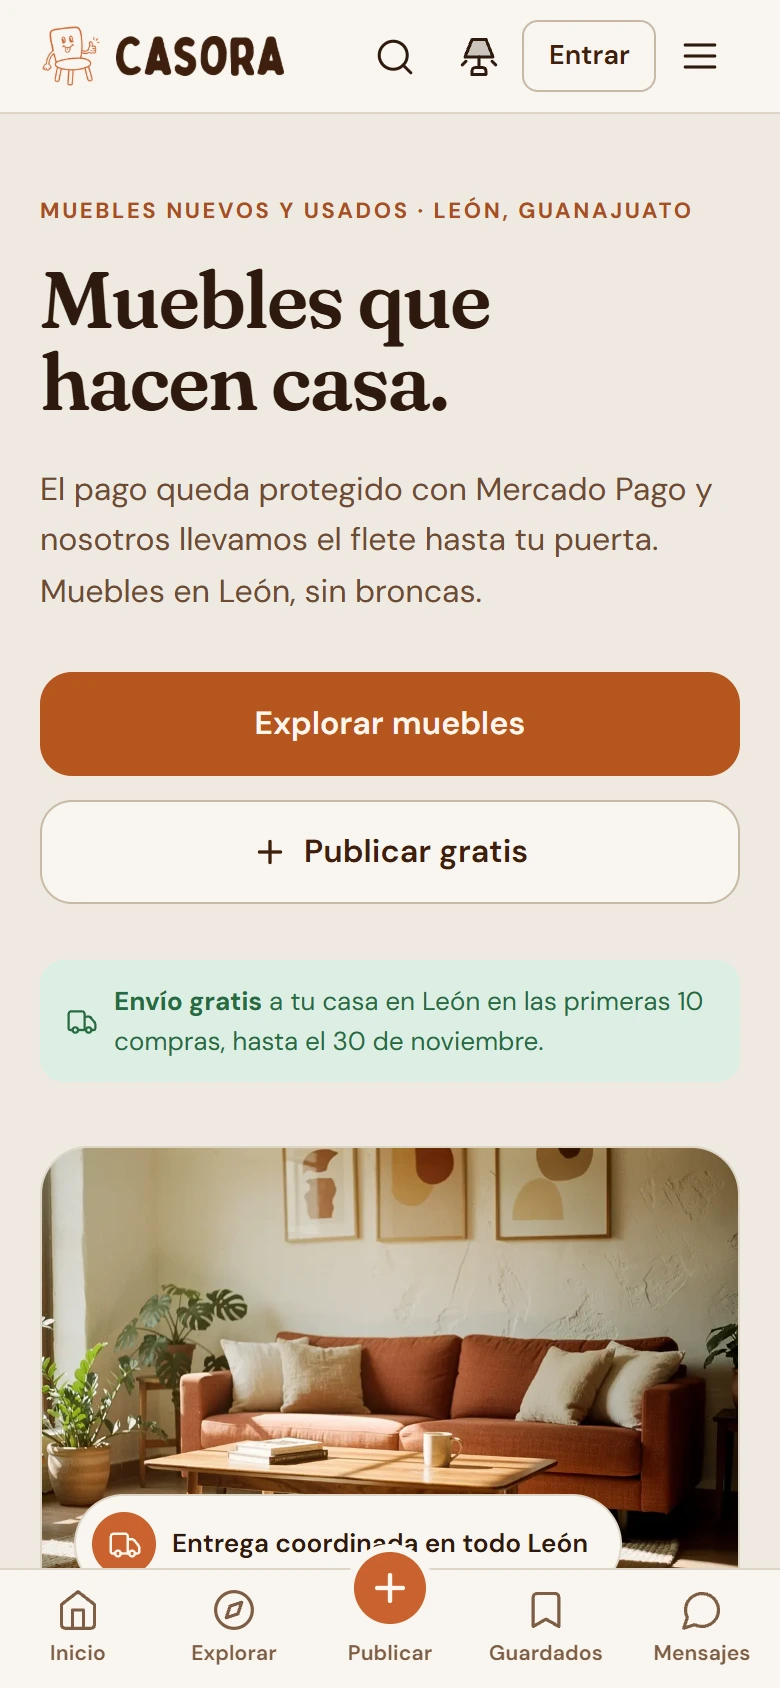 CASORA
Entrar
MUEBLES NUEVOS Y USADOS · LEÓN, GUANAJUATO
Muebles que
hacen casa.
El pago queda protegido con Mercado Pago y
nosotros llevamos el flete hasta tu puerta.
Muebles en León, sin broncas.
Explorar muebles
+ Publicar gratis
Envío gratis a tu casa en León en las primeras 10
compras, hasta el 30 de noviembre.
Entrega coordinada en todo León
Inicio
Explorar
Publicar
Guardados
Mensajes